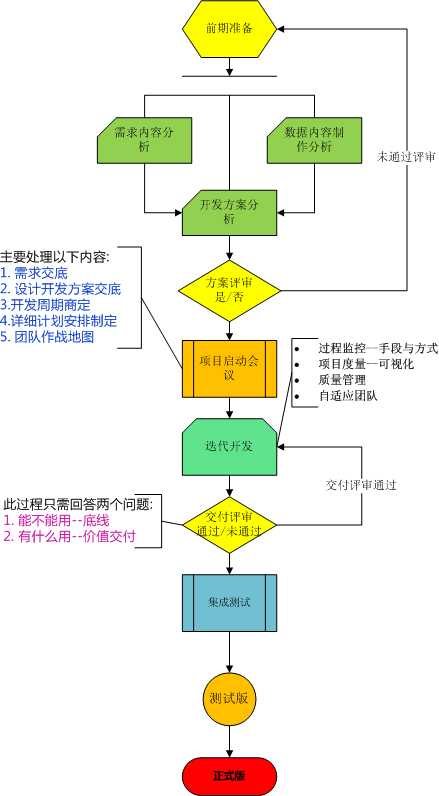 前期准备
需求内容分
析
数据内容制
作分析
未通过评审
开发方案分
析
主要处理以下内容:
1. 需求交底
2. 设计开发方案交底
3.开发周期商定
4.详细计划安排制定
5. 团队作战地图
方案评审
是/否
项目启动会
议
• 过程监控--手段与方式
• 项目度量--可视化
• 质量管理
• 自适应团队
迭代开发
交付评审通过
此过程只需回答两个问题:
1. 能不能用--底线
2. 有什么用--价值交付
交付评审
通过/未通过
集成测试
测试版
正式版